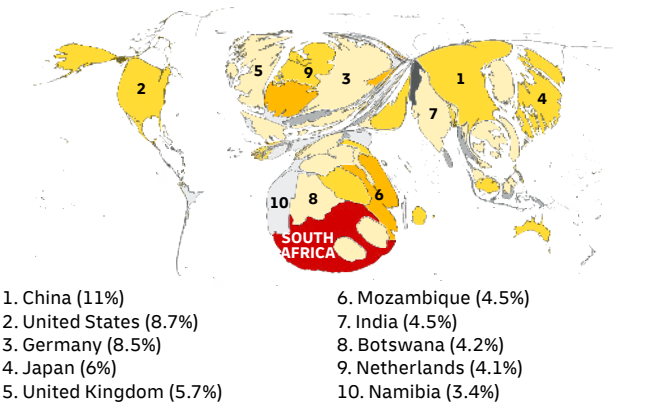 5
9
3
1
2
4
7
6
10
8
SOUTH
AFRICA
1. China (11%)
2. United States (8.7%)
3. Germany (8.5%)
4. Japan (6%)
5. United Kingdom (5.7%)
6. Mozambique (4.5%)
7. India (4.5%)
8. Botswana (4.2%)
9. Netherlands (4.1%)
10. Namibia (3.4%)